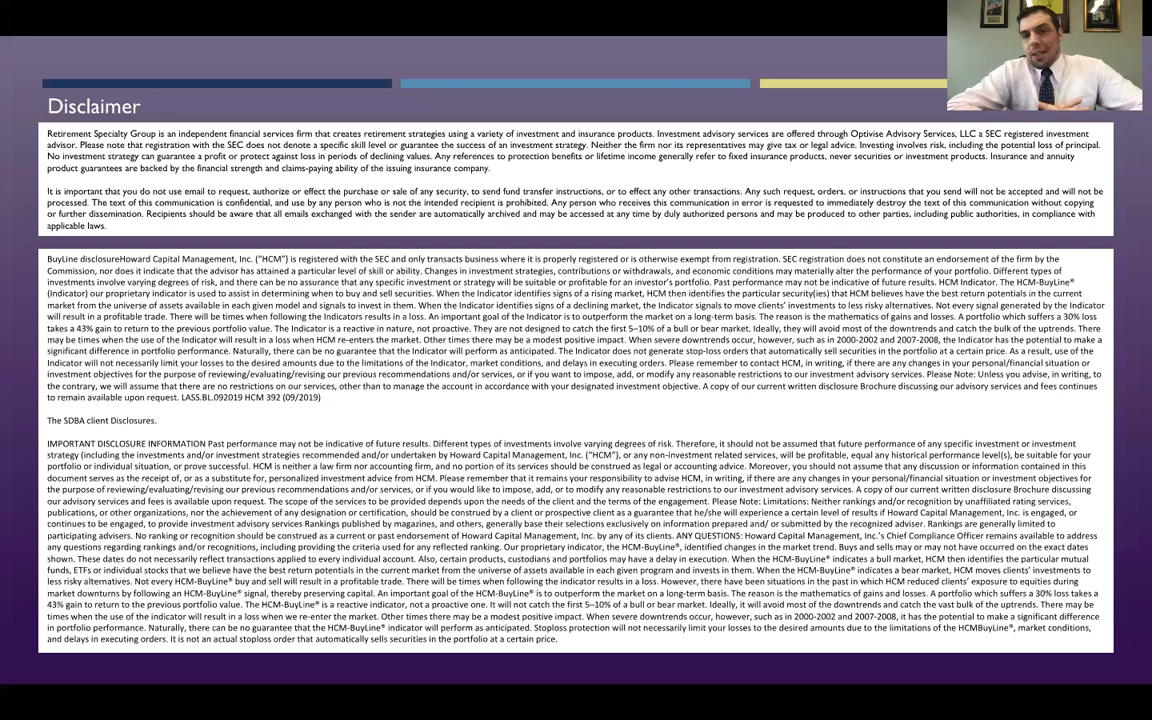 Disclaimer
Retirement Specialty Group is an independent financial services firm that creates retirement strategies using a variety of investment and insurance products. Investment advisory services are offered through Optivise Advisory Services, LLC a SEC registered investment
advisor. Please note that registration with the SEC does not denote a specific skill level or guarantee the success of an investment strategy. Neither the firm nor its representatives may give tax or legal advice. Investing involves risk, including the potential loss of principal.
No investment strategy can guarantee a profit or protect against loss in periods of declining values. Any references to protection benefits or lifetime income generally refer to fixed insurance products, never securities or investment products. Insurance and annuity
product guarantees are backed by the financial strength and claims-paying ability of the issuing insurance company.
It is important that you do not use email to request, authorize or effect the purchase or sale of any security, to send fund transfer instructions, or to effect any other transactions. Any such request, orders, or instructions that you send will not be accepted and will not be
processed. The text of this communication is confidential, and use by any person who is not the intended recipient is prohibited. Any person who receives this communication in error is requested to immediately destroy the text of this communication without copying
or further dissemination. Recipients should be aware that all emails exchanged with the sender are automatically archived and may be accessed at any time by duly authorized persons and may be produced to other parties, including public authorities, in compliance with
applicable laws.
BuyLine disclosureHoward Capital Management, Inc. (“HCM”) is registered with the SEC and only transacts business where it is properly registered or is otherwise exempt from registration. SEC registration does not constitute an endorsement of the firm by the
Commission, nor does it indicate that the advisor has attained a particular level of skill or ability. Changes in investment strategies, contributions or withdrawals, and economic conditions may materially alter the performance of your portfolio. Different types of
investments involve varying degrees of risk, and there can be no assurance that any specific investment or strategy will be suitable or profitable for an investor’s portfolio. Past performance may not be indicative of future results. HCM Indicator. The HCM-BuyLine®
(Indicator) our proprietary indicator is used to assist in determining when to buy and sell securities. When the Indicator identifies signs of a rising market, HCM then identifies the particular security(ies) that HCM believes have the best return potentials in the current
market from the universe of assets available in each given model and signals to invest in them. When the Indicator identifies signs of a declining market, the Indicator signals to move clients’ investments to less risky alternatives. Not every signal generated by the Indicator
will result in a profitable trade. There will be times when following the Indicators results in a loss. An important goal of the Indicator is to outperform the market on a long-term basis. The reason is the mathematics of gains and losses. A portfolio which suffers a 30% loss
takes a 43% gain to return to the previous portfolio value. The Indicator is a reactive in nature, not proactive. They are not designed to catch the first 5–10% of a bull or bear market. Ideally, they will avoid most of the downtrends and catch the bulk of the uptrends. There
may be times when the use of the Indicator will result in a loss when HCM re-enters the market. Other times there may be a modest positive impact. When severe downtrends occur, however, such as in 2000-2002 and 2007-2008, the Indicator has the potential to make a
significant difference in portfolio performance. Naturally, there can be no guarantee that the Indicator will perform as anticipated. The Indicator does not generate stop-loss orders that automatically sell securities in the portfolio at a certain price. As a result, use of the
Indicator will not necessarily limit your losses to the desired amounts due to the limitations of the Indicator, market conditions, and delays in executing orders. Please remember to contact HCM, in writing, if there are any changes in your personal/financial situation or
investment objectives for the purpose of reviewing/evaluating/revising our previous recommendations and/or services, or if you want to impose, add, or modify any reasonable restrictions to our investment advisory services. Please Note: Unless you advise, in writing, to
the contrary, we will assume that there are no restrictions on our services, other than to manage the account in accordance with your designated investment objective. A copy of our current written disclosure Brochure discussing our advisory services and fees continues
to remain available upon request. LASS.BL.092019 HCM 392 (09/2019)
The SDBA client Disclosures.
IMPORTANT DISCLOSURE INFORMATION Past performance may not be indicative of future results. Different types of investments involve varying degrees of risk. Therefore, it should not be assumed that future performance of any specific investment or investment
strategy (including the investments and/or investment strategies recommended and/or undertaken by Howard Capital Management, Inc. (“HCM”), or any non-investment related services, will be profitable, equal any historical performance level(s), be suitable for your
portfolio or individual situation, or prove successful. HCM is neither a law firm nor accounting firm, and no portion of its services should be construed as legal or accounting advice. Moreover, you should not assume that any discussion or information contained in this
document serves as the receipt of, or as a substitute for, personalized investment advice from HCM. Please remember that it remains your responsibility to advise HCM, in writing, if there are any changes in your personal/financial situation or investment objectives for
the purpose of reviewing/evaluating/revising our previous recommendations and/or services, or if you would like to impose, add, or to modify any reasonable restrictions to our investment advisory services. A copy of our current written disclosure Brochure discussing
our advisory services and fees is available upon request. The scope of the services to be provided depends upon the needs of the client and the terms of the engagement. Please Note: Limitations: Neither rankings and/or recognition by unaffiliated rating services,
publications, or other organizations, nor the achievement of any designation or certification, should be construed by a client or prospective client as a guarantee that he/she will experience a certain level of results if Howard Capital Management, Inc. is engaged, or
continues to be engaged, to provide investment advisory services Rankings published by magazines, and others, generally base their selections exclusively on information prepared and/ or submitted by the recognized adviser. Rankings are generally limited to
participating advisers. No ranking or recognition should be construed as a current or past endorsement of Howard Capital Management, Inc. by any of its clients. ANY QUESTIONS: Howard Capital Management, Inc.’s Chief Compliance Officer remains available to address
any questions regarding rankings and/or recognitions, including providing the criteria used for any reflected ranking. Our proprietary indicator, the HCM-BuyLine®, identified changes in the market trend. Buys and sells may or may not have occurred on the exact dates
shown. These dates do not necessarily reflect transactions applied to every individual account. Also, certain products, custodians and portfolios may have a delay in execution. When the HCM-BuyLine® indicates a bull market, HCM then identifies the particular mutual
funds, ETFs or individual stocks that we believe have the best return potentials in the current market from the universe of assets available in each given program and invests in them. When the HCM-BuyLine® indicates a bear market, HCM moves clients’ investments to
less risky alternatives. Not every HCM-BuyLine® buy and sell will result in a profitable trade. There will be times when following the indicator results in a loss. However, there have been situations in the past in which HCM reduced clients’ exposure to equities during
market downturns by following an HCM-BuyLine® signal, thereby preserving capital. An important goal of the HCM-BuyLine® is to outperform the market on a long-term basis. The reason is the mathematics of gains and losses. A portfolio which suffers a 30% loss takes a
43% gain to return to the previous portfolio value. The HCM-BuyLine® is a reactive indicator, not a proactive one. It will not catch the first 5–10% of a bull or bear market. Ideally, it will avoid most of the downtrends and catch the vast bulk of the uptrends. There may be
times when the use of the indicator will result in a loss when we re-enter the market. Other times there may be a modest positive impact. When severe downtrends occur, however, such as in 2000-2002 and 2007-2008, it has the potential to make a significant difference
in portfolio performance. Naturally, there can be no guarantee that the HCM-BuyLine® indicator will perform as anticipated. Stoploss protection will not necessarily limit your losses to the desired amounts due to the limitations of the HCMBuyLine®, market conditions,
and delays in executing orders. It is not an actual stoploss order that automatically sells securities in the portfolio at a certain price.